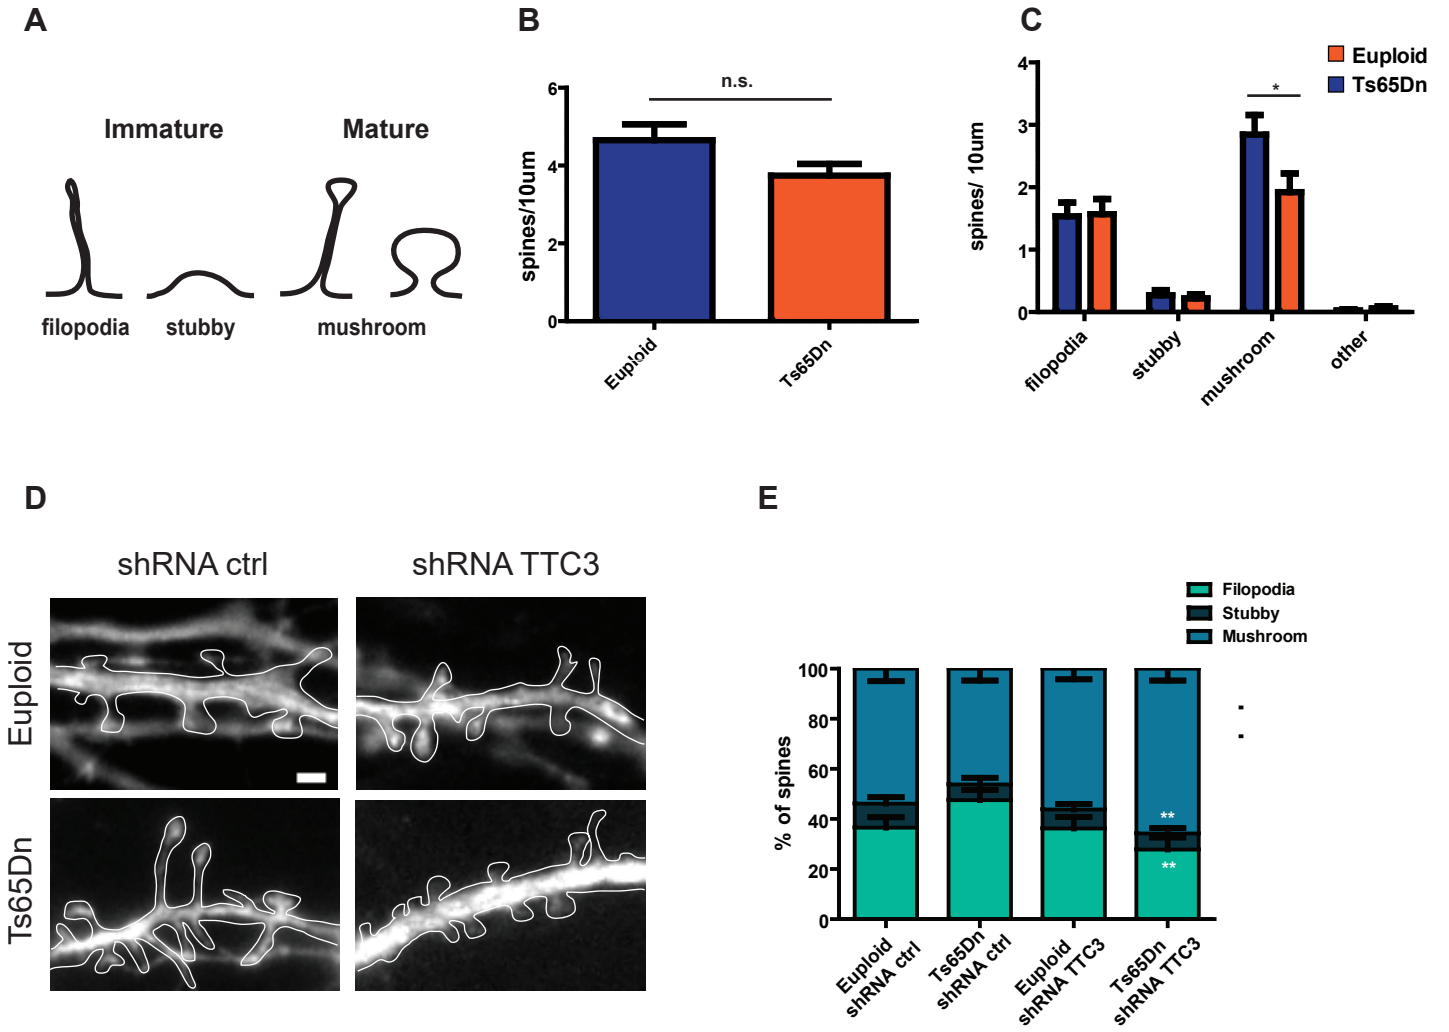 A
Immature
Mature
filopodia
stubby
mushroom
B
n.s.
6
4
2
0
spines/10um
Euploid
Ts65Dn
C
Euploid
Ts65Dn
*
4
3
2
1
0
spines/ 10um
filopodia
stubby
mushroom
other
D
shRNA ctrl
shRNA TTC3
Euploid
Ts65Dn
E
Filopodia
Stubby
Mushroom
100
80
60
40
20
0
% of spines
**
**
Euploid
shRNA ctrl
Ts65Dn
shRNA ctrl
Euploid
shRNA TTC3
Ts65Dn
shRNA TTC3